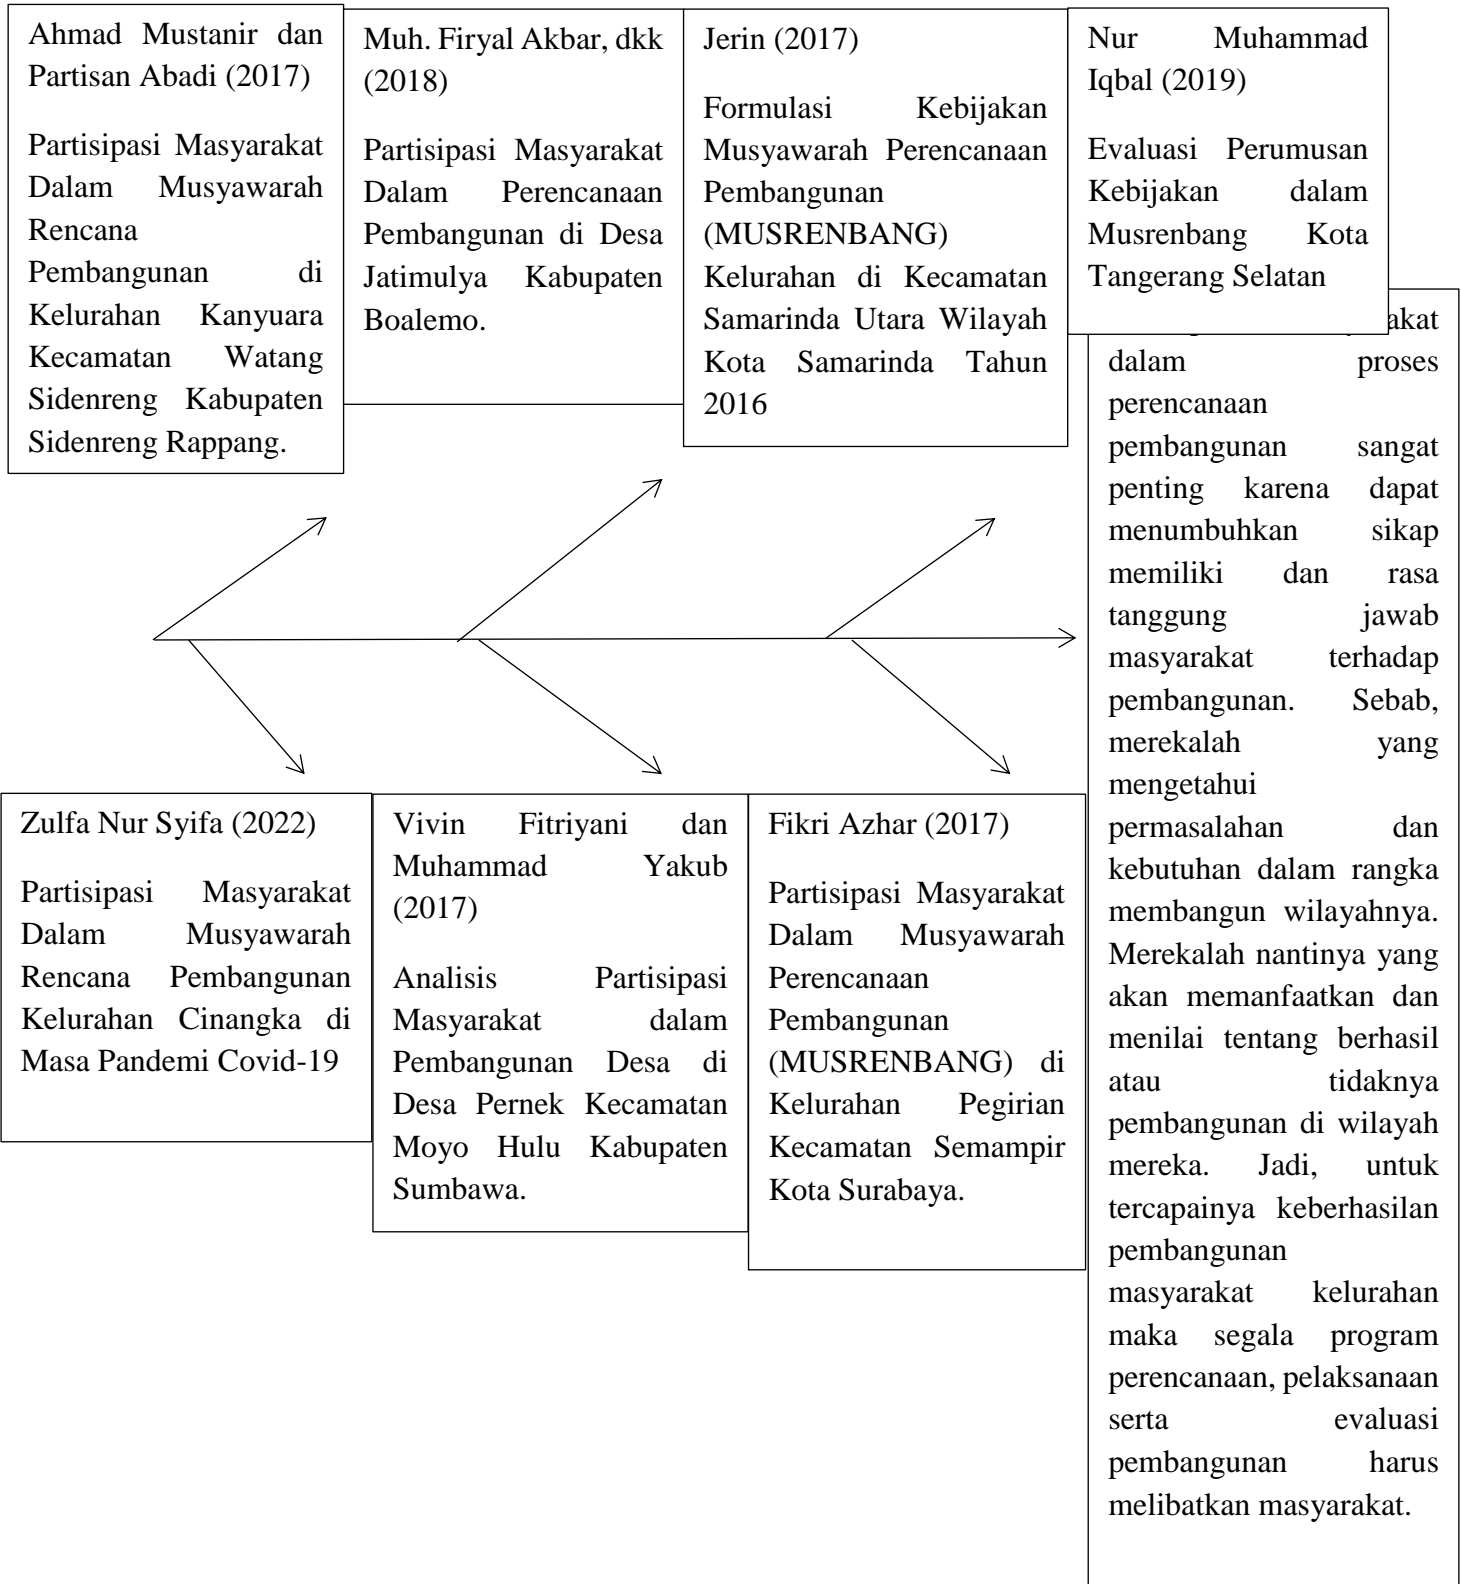 Ahmad Mustanir dan
Partisan Abadi (2017)
Partisipasi Masyarakat
Dalam Musyawarah
Rencana
Pembangunan di
Kelurahan Kanyuara
Kecamatan Watang
Sidenreng Kabupaten
Sidenreng Rappang.
Muh. Firyal Akbar, dkk
(2018)
Partisipasi Masyarakat
Dalam Perencanaan
Pembangunan di Desa
Jatimulya Kabupaten
Boalemo.
Jerin (2017)
Formulasi Kebijakan
Musyawarah Perencanaan
Pembangunan
(MUSRENBANG)
Kelurahan di Kecamatan
Samarinda Utara Wilayah
Kota Samarinda Tahun
2016
Nur Muhammad
Iqbal (2019)
Evaluasi Perumusan
Kebijakan dalam
Musrenbang Kota
Tangerang Selatan
dalam proses
perencanaan
pembangunan sangat
penting karena dapat
menumbuhkan sikap
memiliki dan rasa
tanggung jawab
masyarakat terhadap
pembangunan. Sebab,
merekalah yang
mengetahui
permasalahan dan
kebutuhan dalam rangka
membangun wilayahnya.
Merekalah nantinya yang
akan memanfaatkan dan
menilai tentang berhasil
atau tidaknya
pembangunan di wilayah
mereka. Jadi, untuk
tercapainya keberhasilan
pembangunan
masyarakat kelurahan
maka segala program
perencanaan, pelaksanaan
serta evaluasi
pembangunan harus
melibatkan masyarakat.
Zulfa Nur Syifa (2022)
Partisipasi Masyarakat
Dalam Musyawarah
Rencana Pembangunan
Kelurahan Cinangka di
Masa Pandemi Covid-19
Vivin Fitriyani dan
Muhammad Yakub
(2017)
Analisis Partisipasi
Masyarakat dalam
Pembangunan Desa di
Desa Pernek Kecamatan
Moyo Hulu Kabupaten
Sumbawa.
Fikri Azhar (2017)
Partisipasi Masyarakat
Dalam Musyawarah
Perencanaan
Pembangunan
(MUSRENBANG) di
Kelurahan Pegirian
Kecamatan Semampir
Kota Surabaya.